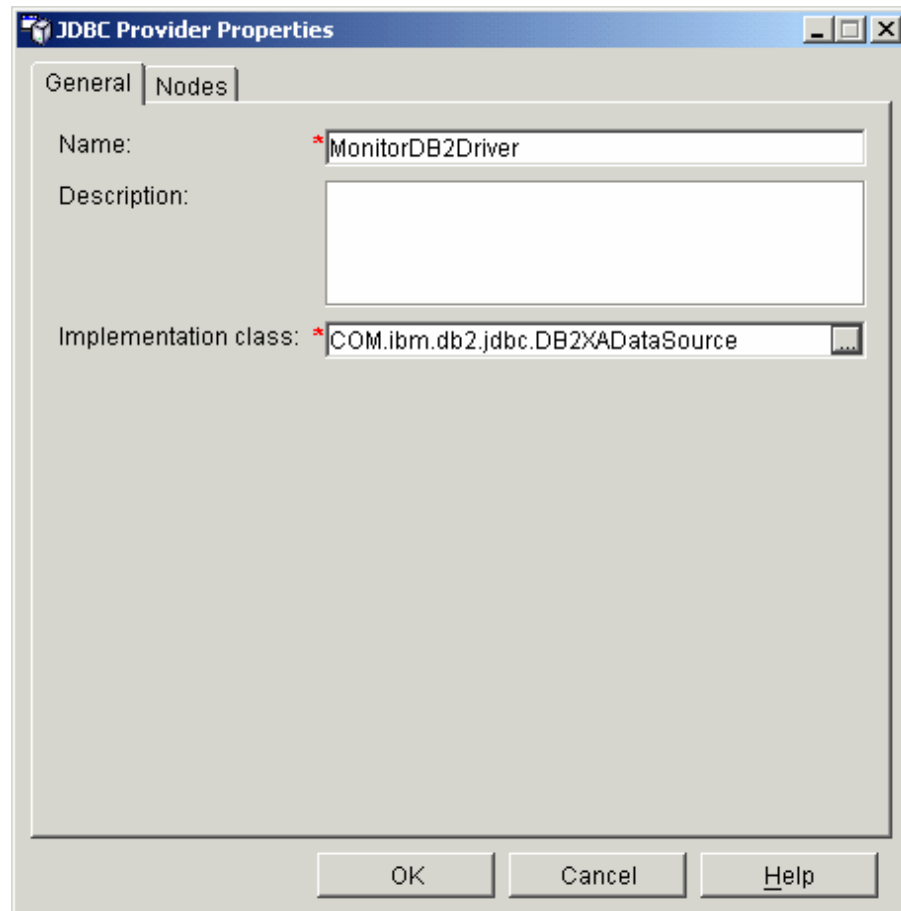 JDBC Provider Properties
General Nodes
Name: *MonitorDB2Driver
Description:
Implementation class: *COM.ibm.db2.jdbc.DB2XADataSource ...
OK Cancel Help